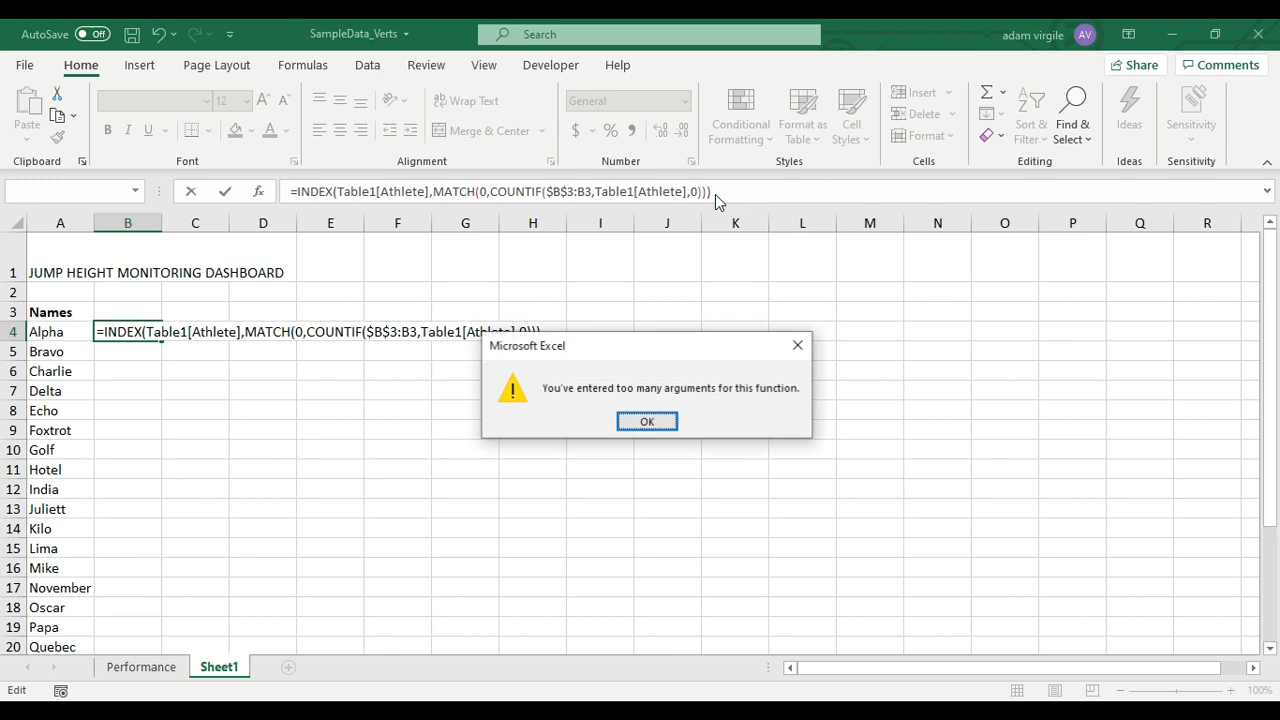 AutoSave Off SampleData_Verts Search adam virgile AV
File Home Insert Page Layout Formulas Data Review View Developer Help Share Comments
Paste 12 A A Wrap Text General Conditional Formatting Format as Table Cell Styles Insert Delete Format Sort & Filter Find & Select Ideas Sensitivity
B I U A Merge & Center $ % 9
Clipboard Font Alignment Number Styles Cells Editing Ideas Sensitivity
fx =INDEX(Table1[Athlete],MATCH(0,COUNTIF($B$3:B3,Table1[Athlete],0)))
A B C D E F G H I J K L M N O P Q R
1 JUMP HEIGHT MONITORING DASHBOARD
2
3 Names
4 Alpha =INDEX(Table1[Athlete],MATCH(0,COUNTIF($B$3:B3,Table1[Athlete],0)))
Microsoft Excel
5 Bravo
6 Charlie
You've entered too many arguments for this function.
7 Delta
8 Echo
OK
9 Foxtrot
10 Golf
11 Hotel
12 India
13 Juliett
14 Kilo
15 Lima
16 Mike
17 November
18 Oscar
19 Papa
20 Quebec
Performance Sheet1
Edit 100%